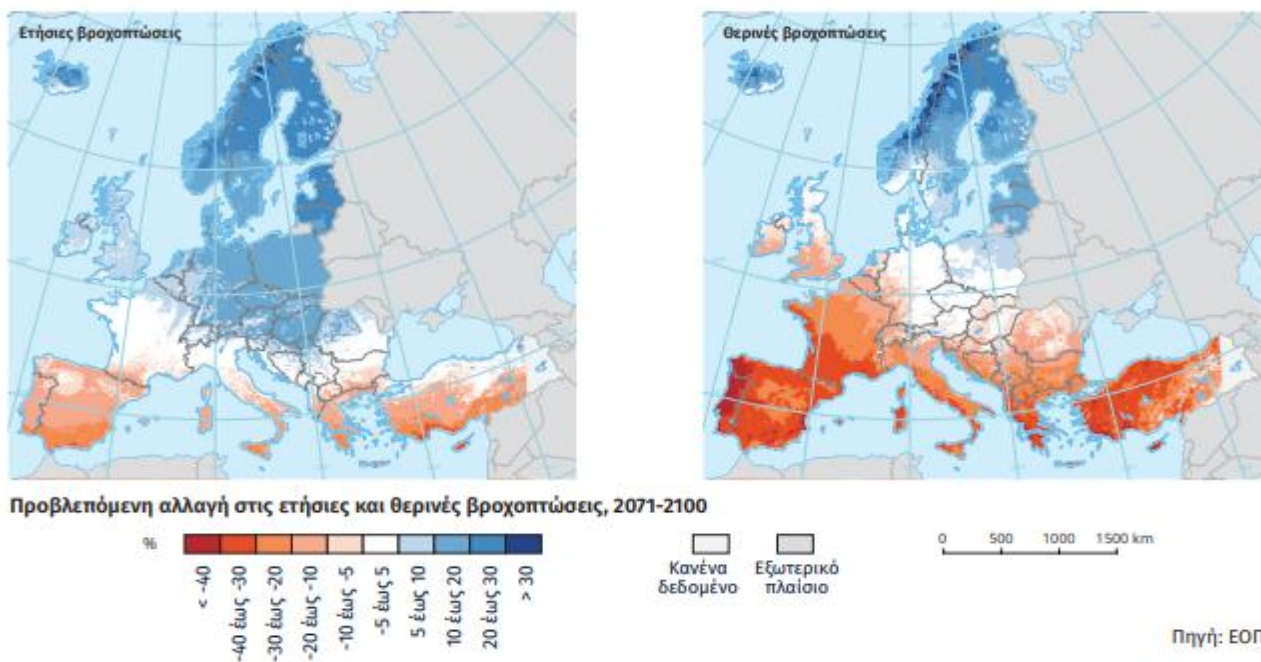 Ετήσιες βροχοπτώσεις
Θερινές βροχοπτώσεις
Προβλεπόμενη αλλαγή στις ετήσιες και θερινές βροχοπτώσεις, 2071-2100
%
< -40
-40 έως -30
-30 έως -20
-20 έως -10
-10 έως -5
-5 έως 5
5 έως 10
10 έως 20
20 έως 30
> 30
Κανένα
δεδομένο
Εξωτερικό
πλαίσιο
0 500 1000 1500 km
Πηγή: ΕΟΠ